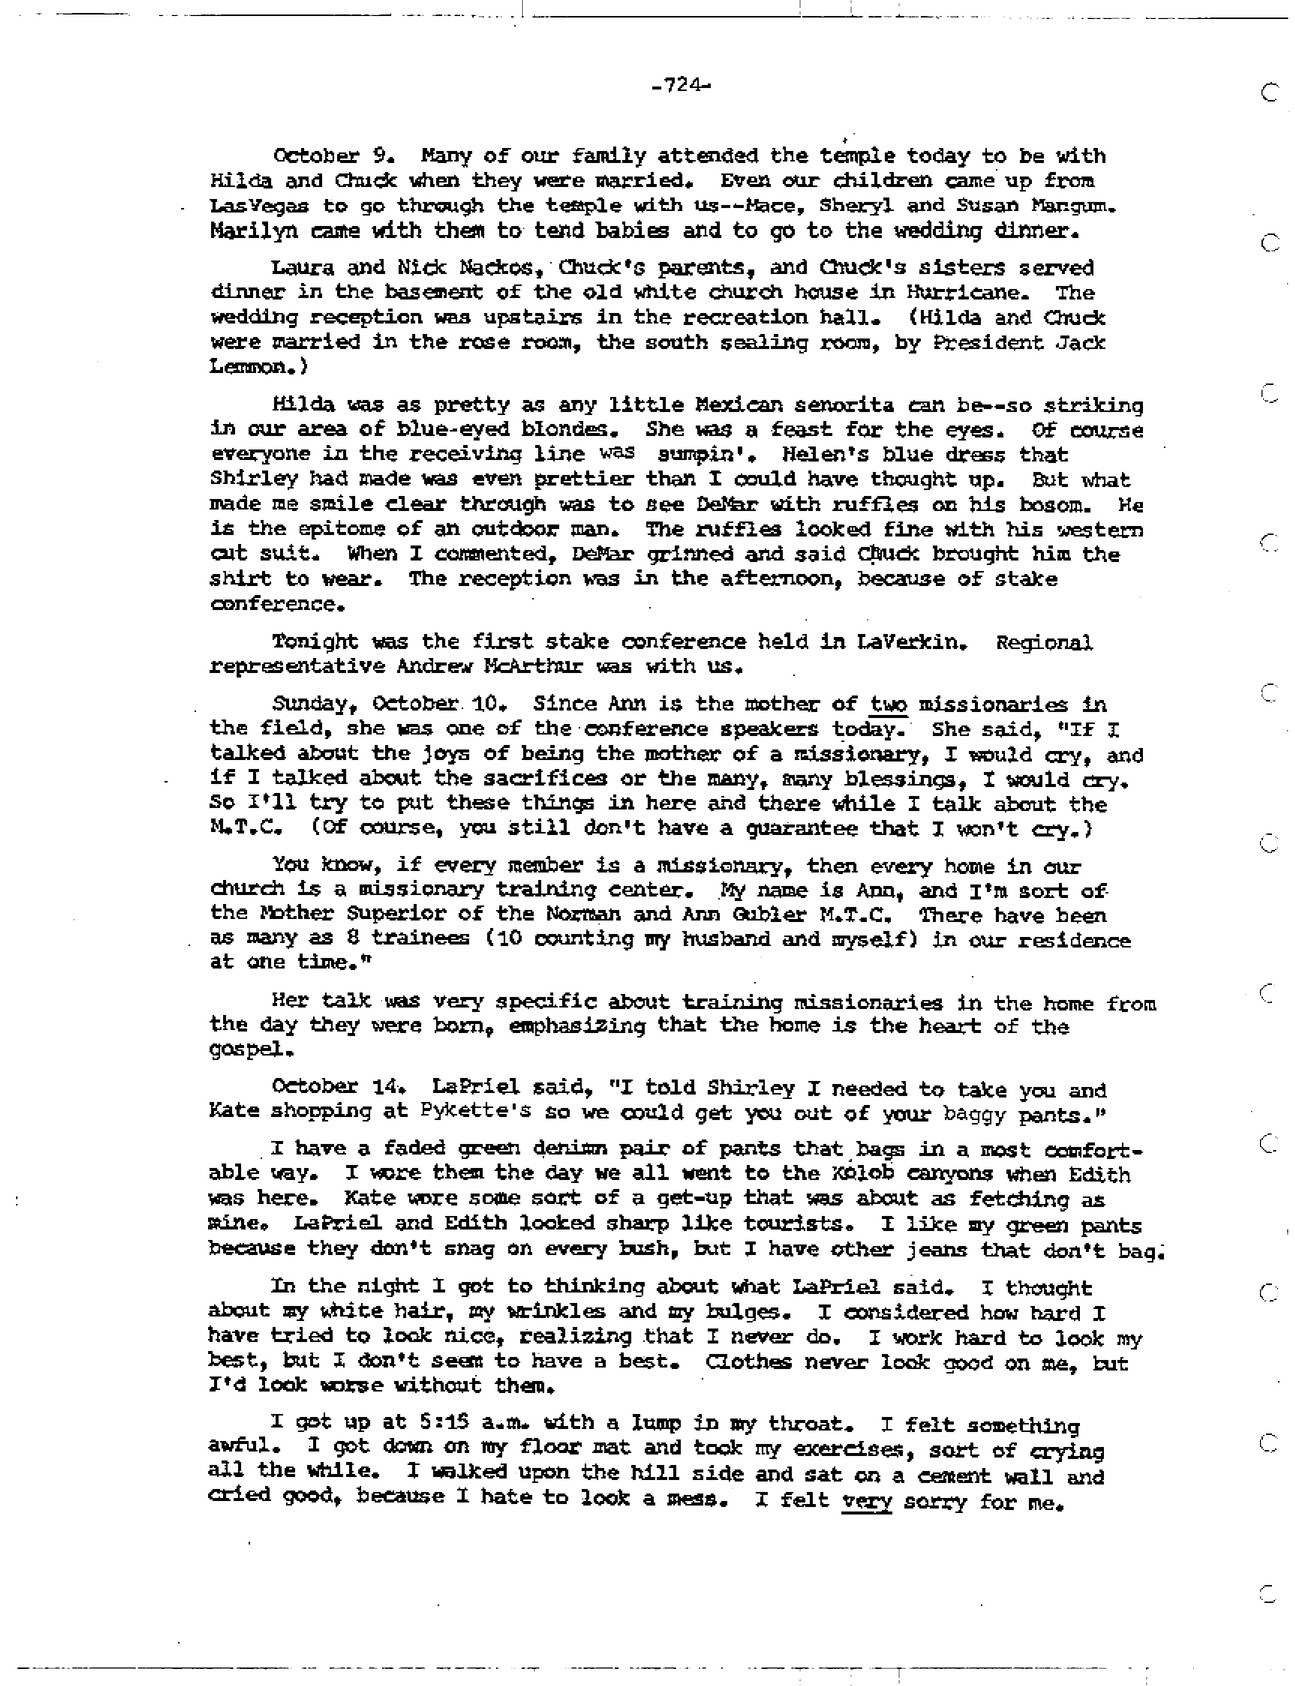 -724-
October 9. Many of our family attended the temple today to be with
Hilda and Chuck when they were married. Even our children came up from
LasVegas to go through the temple with us--Mace, Sheryl and Susan Mangum.
Marilyn came with them to tend babies and to go to the wedding dinner.
Laura and Nick Nackos, Chuck's parents, and Chuck's sisters served
dinner in the basement of the old white church house in Hurricane. The
wedding reception was upstairs in the recreation hall. (Hilda and Chuck
were married in the rose room, the south sealing room, by President Jack
Lemmon.)
Hilda was as pretty as any little Mexican senorita can be--so striking
in our area of blue-eyed blondes. She was a feast for the eyes. Of course
everyone in the receiving line was sumpin'. Helen's blue dress that
Shirley had made was even prettier than I could have thought up. But what
made me smile clear through was to see DeMar with ruffles on his bosom. He
is the epitome of an outdoor man. The ruffles looked fine with his western
cut suit. When I commented, DeMar grinned and said Chuck brought him the
shirt to wear. The reception was in the afternoon, because of stake
conference.
Tonight was the first stake conference held in LaVerkin. Regional
representative Andrew McArthur was with us.
Sunday, October 10. Since Ann is the mother of two missionaries in
the field, she was one of the conference speakers today. She said, "If I
talked about the joys of being the mother of a missionary, I would cry, and
if I talked about the sacrifices or the many, many blessings, I would cry.
So I'll try to put these things in here and there while I talk about the
M.T.C. (Of course, you still don't have a guarantee that I won't cry.)
You know, if every member is a missionary, then every home in our
church is a missionary training center. My name is Ann, and I'm sort of
the Mother Superior of the Norman and Ann Gubler M.T.C. There have been
as many as 8 trainees (10 counting my husband and myself) in our residence
at one time."
Her talk was very specific about training missionaries in the home from
the day they were born, emphasizing that the home is the heart of the
gospel.
October 14. LaPriel said, "I told Shirley I needed to take you and
Kate shopping at Pykette's so we could get you out of your baggy pants."
I have a faded green denimn pair of pants that bags in a most comfort-
able way. I wore them the day we all went to the Kolob canyons when Edith
was here. Kate wore some sort of a get-up that was about as fetching as
mine. LaPriel and Edith looked sharp like tourists. I like my green pants
because they don't snag on every bush, but I have other jeans that don't bag.
In the night I got to thinking about what LaPriel said. I thought
about my white hair, my wrinkles and my bulges. I considered how hard I
have tried to look nice, realizing that I never do. I work hard to look my
best, but I don't seem to have a best. Clothes never look good on me, but
I'd look worse without them.
I got up at 5:15 a.m. with a lump in my throat. I felt something
awful. I got down on my floor mat and took my exercises, sort of crying
all the while. I walked upon the hill side and sat on a cement wall and
cried good, because I hate to look a mess. I felt very sorry for me.